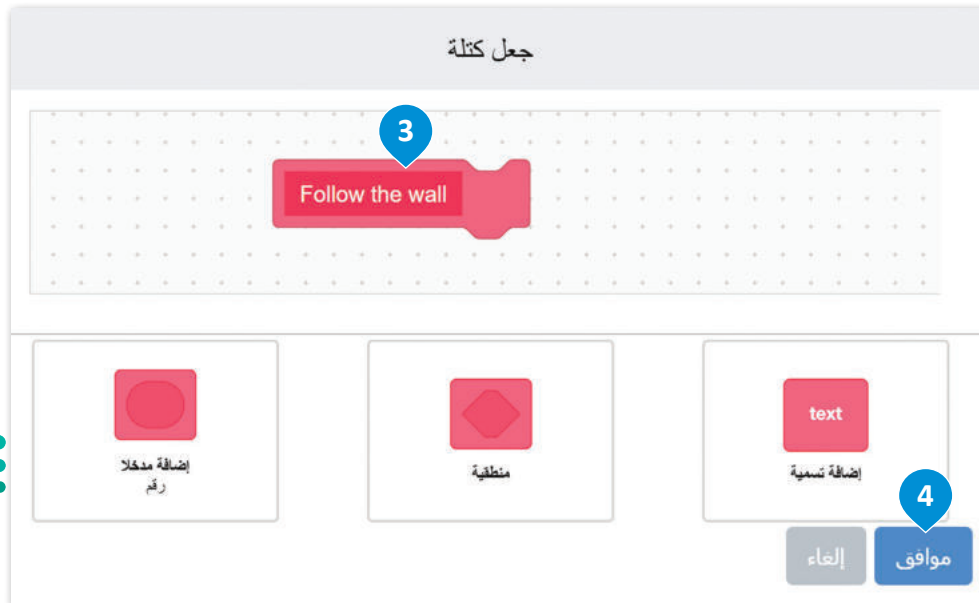 جعل كتلة
3
Follow the wall
text
إضافة تسمية
منطقية
إضافة مدخلا
رقم
4
موافق
إلغاء